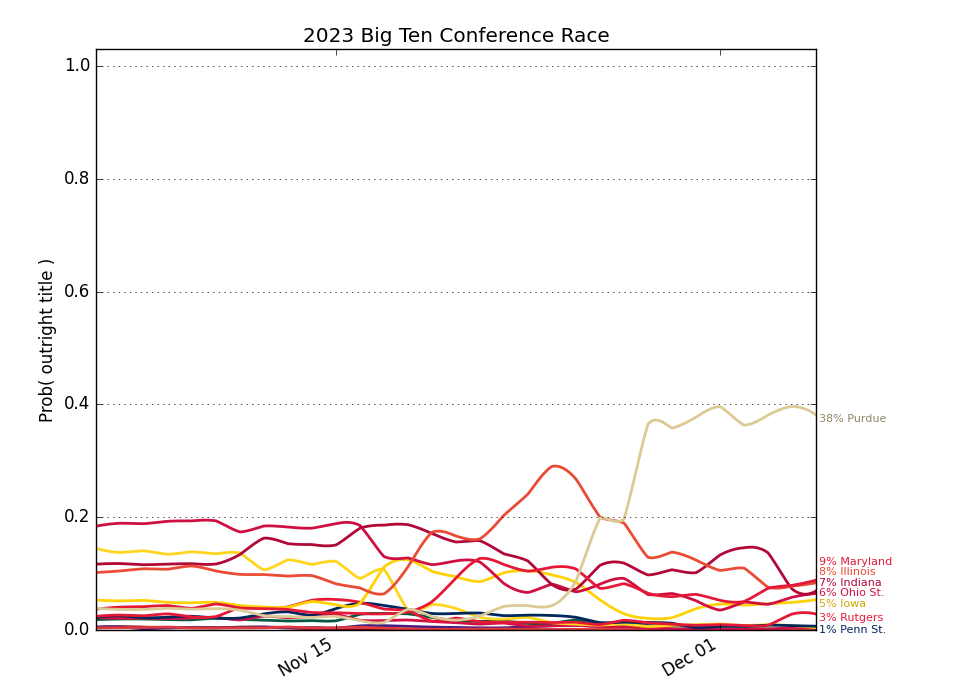 2023 Big Ten Conference Race
Prob( outright title )
1.0
0.8
0.6
0.4
0.2
0.0
Nov 15
Dec 01
38% Purdue
9% Maryland
8% Illinois
7% Indiana
6% Ohio St.
5% Iowa
3% Rutgers
1% Penn St.